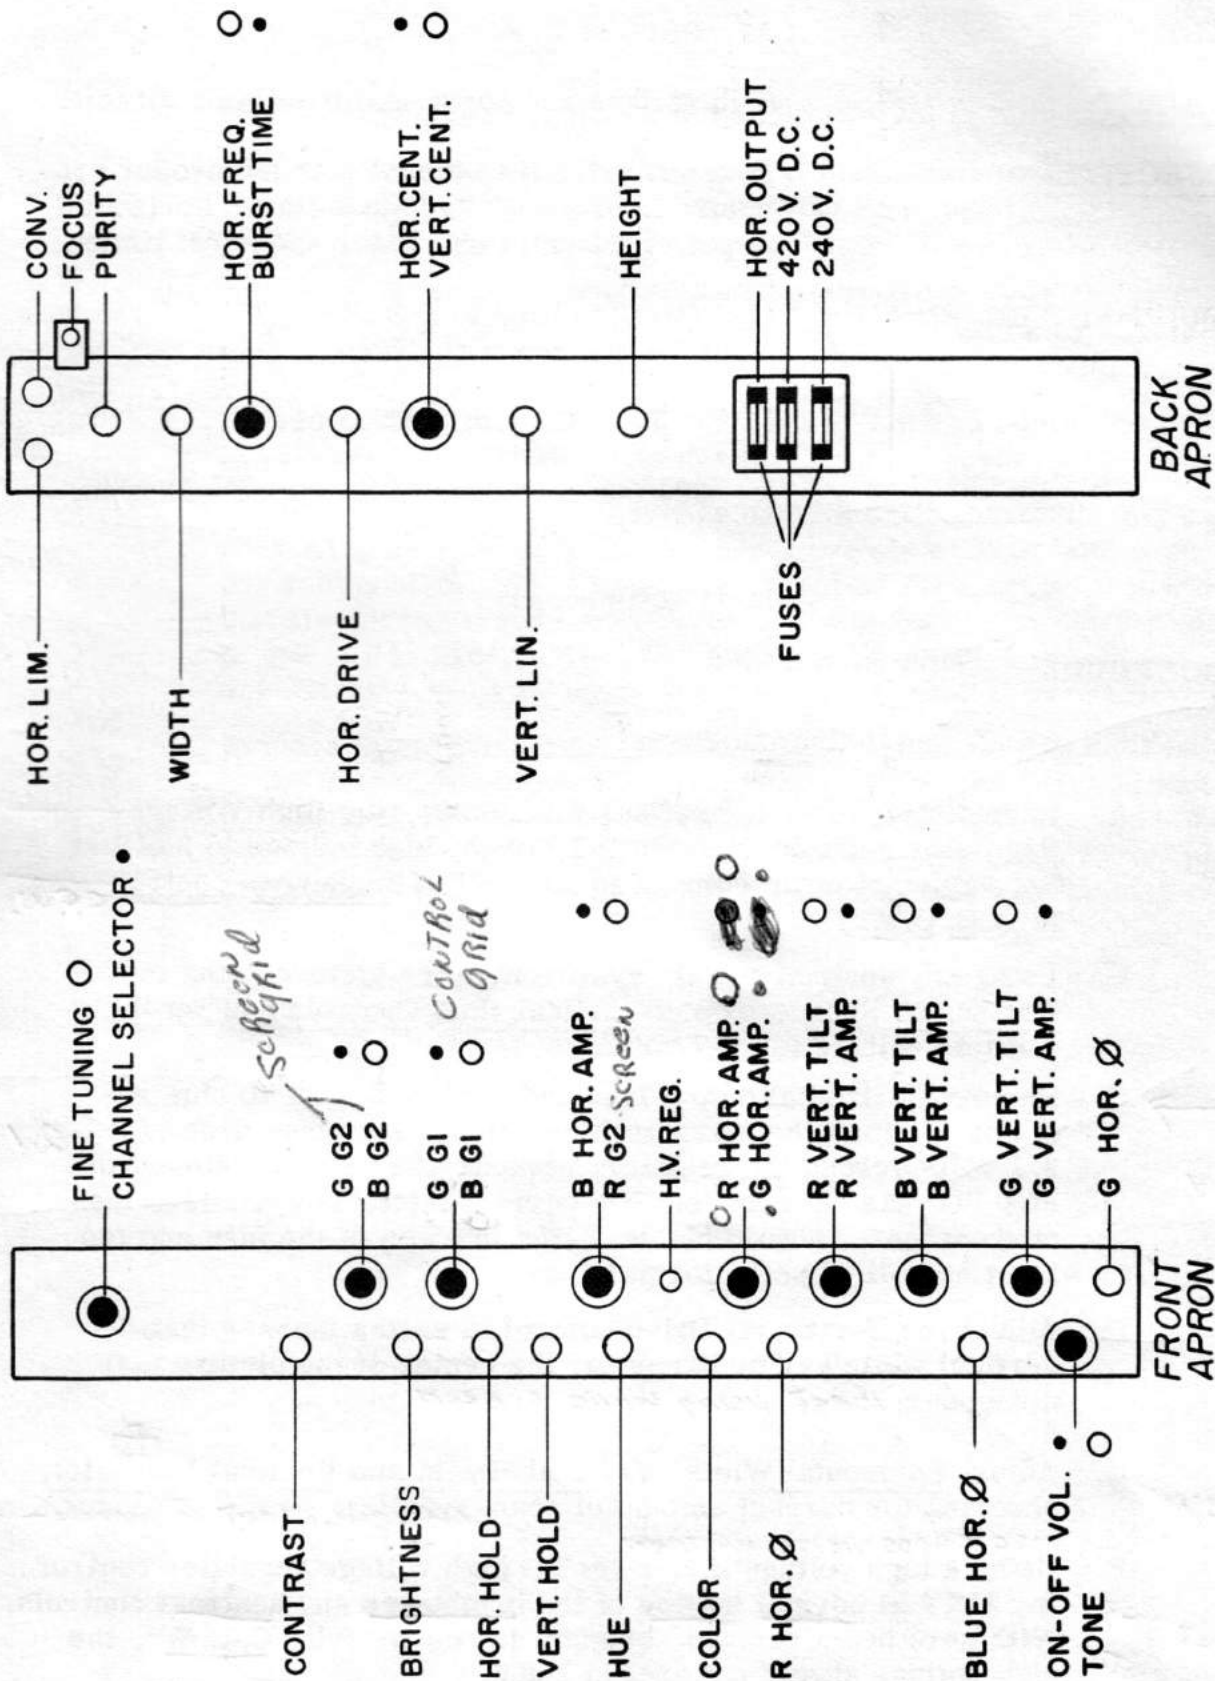 HOR. LIM.
CONV.
FOCUS
PURITY
WIDTH
HOR. FREQ.
BURST TIME
HOR. DRIVE
HOR. CENT.
VERT. CENT.
VERT. LIN.
HEIGHT
FUSES
HOR. OUTPUT
420V. D.C.
240V. D.C.
BACK
APRON
FINE TUNING
CHANNEL SELECTOR
CONTRAST
SCREEN
GRID
G G2
B G2
BRIGHTNESS
G G1
B G1
CONTROL
GRID
HOR. HOLD
VERT. HOLD
B HOR. AMP.
R G2 SCREEN
HUE
H.V. REG.
COLOR
R HOR. AMP.
G HOR. AMP.
R HOR. Ø
R VERT. TILT
R VERT. AMP.
B VERT. TILT
B VERT. AMP.
BLUE HOR. Ø
G VERT. TILT
G VERT. AMP.
ON-OFF VOL.
TONE
G HOR. Ø
FRONT
APRON